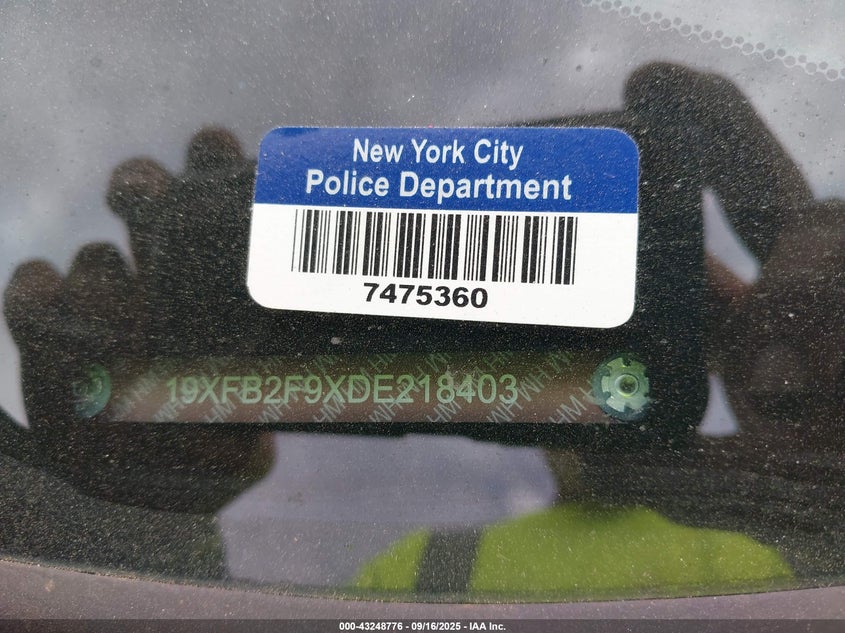 New York City
Police Department
7475360
19XFB2F9XDE218403
000-43248776 - 09/16/2025 - IAA Inc.